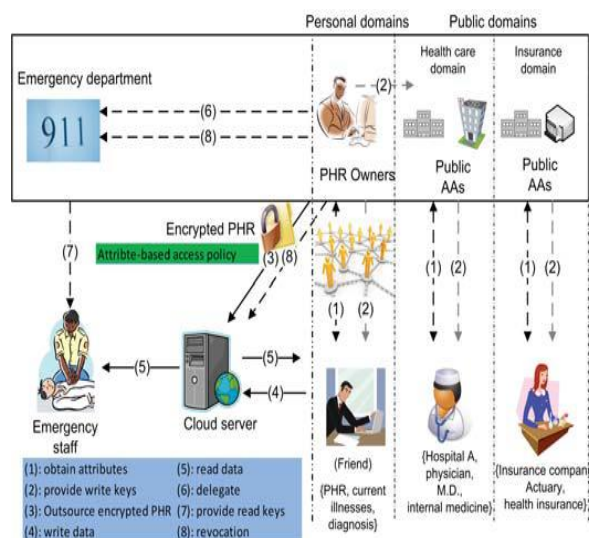 Personal domains
Public domains
Health care
domain
Insurance
domain
Emergency department
911
(6)
(8)
(2)
PHR Owners
Public
AAs
Public
AAs
Encrypted PHR
Attribte-based access policy
(3)
(8)
(7)
(1)
(2)
(1)
(2)
(1)
(2)
(5)
(5)
(4)
Emergency
staff
Cloud server
(Friend)
{PHR, current
illnesses,
diagnosis}
{Hospital A,
physician,
M.D.,
internal medicine}
{Insurance compan
Actuary,
health insurance}
(1): obtain attributes
(2): provide write keys
(3): Outsource encrypted PHR
(4): write data
(5): read data
(6): delegate
(7): provide read keys
(8): revocation